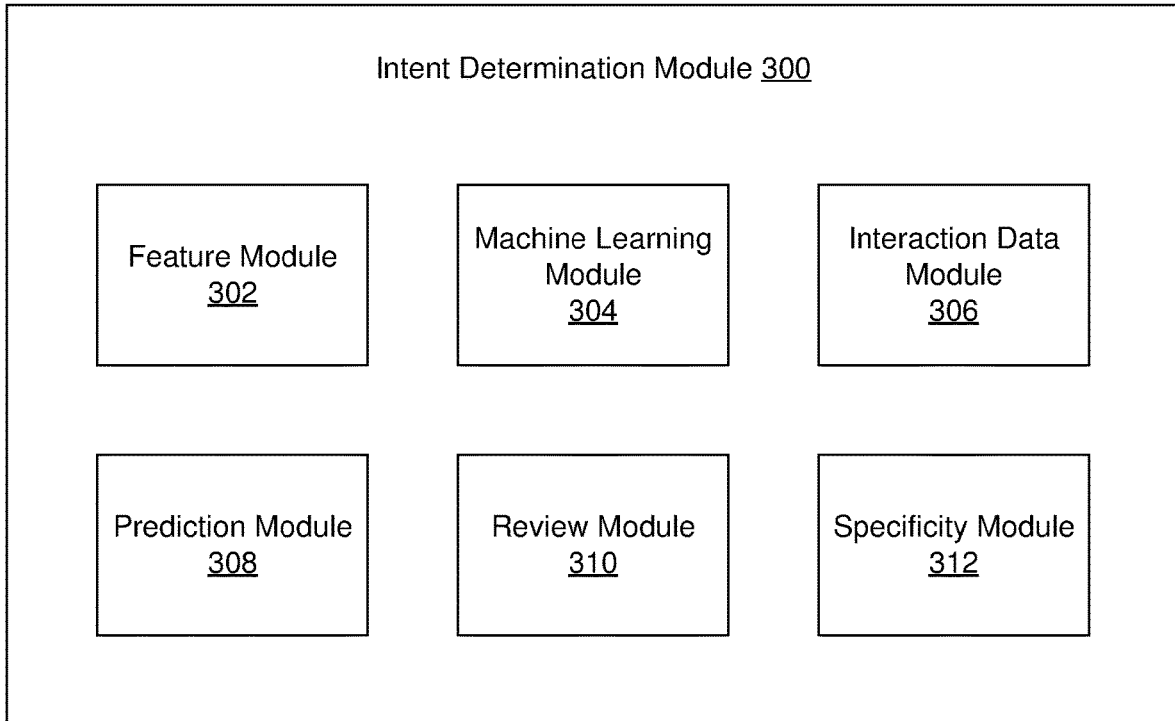 Intent Determination Module 300
Feature Module
302
Machine Learning
Module
304
Interaction Data
Module
306
Prediction Module
308
Review Module
310
Specificity Module
312